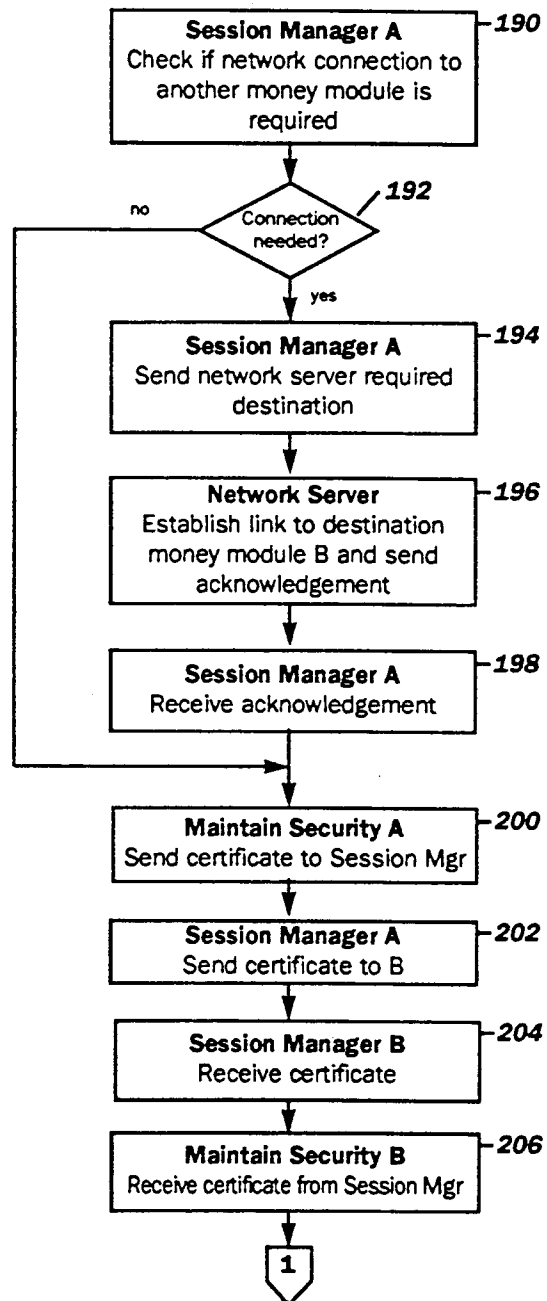 Session Manager A
190
Check if network connection to
another money module is
required
192
no
Connection
needed?
yes
194
Session Manager A
Send network server required
destination
196
Network Server
Establish link to destination
money module B and send
acknowledgement
198
Session Manager A
Receive acknowledgement
200
Maintain Security A
Send certificate to Session Mgr
202
Session Manager A
Send certificate to B
204
Session Manager B
Receive certificate
206
Maintain Security B
Receive certificate from Session Mgr
1